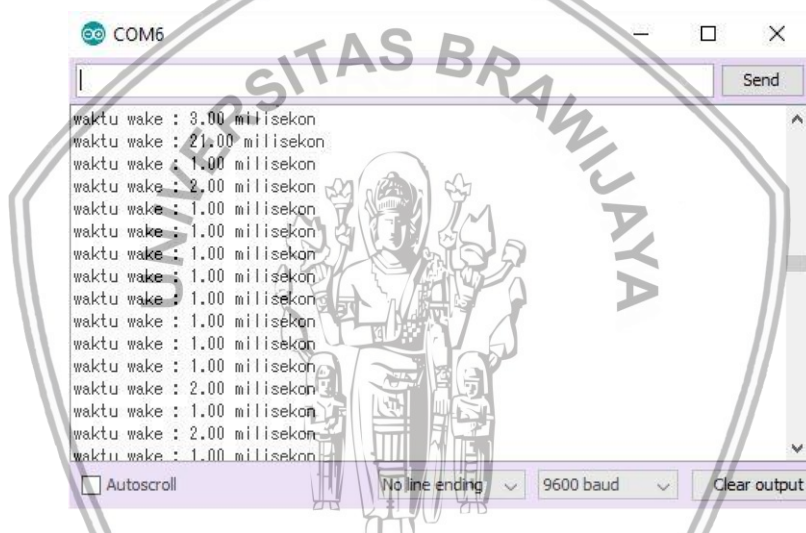 COM6
Send
waktu wake : 3.00 milisekon
waktu wake : 21.00 milisekon
waktu wake : 1.00 milisekon
waktu wake : 2.00 milisekon
waktu wake : 1.00 milisekon
waktu wake : 1.00 milisekon
waktu wake : 1.00 milisekon
waktu wake : 1.00 milisekon
waktu wake : 1.00 milisekon
waktu wake : 1.00 milisekon
waktu wake : 1.00 milisekon
waktu wake : 1.00 milisekon
waktu wake : 2.00 milisekon
waktu wake : 1.00 milisekon
waktu wake : 2.00 milisekon
waktu wake : 1.00 milisekon
Autoscroll No line ending 9600 baud Clear output
UNIVERSITAS BRAWIJAYA